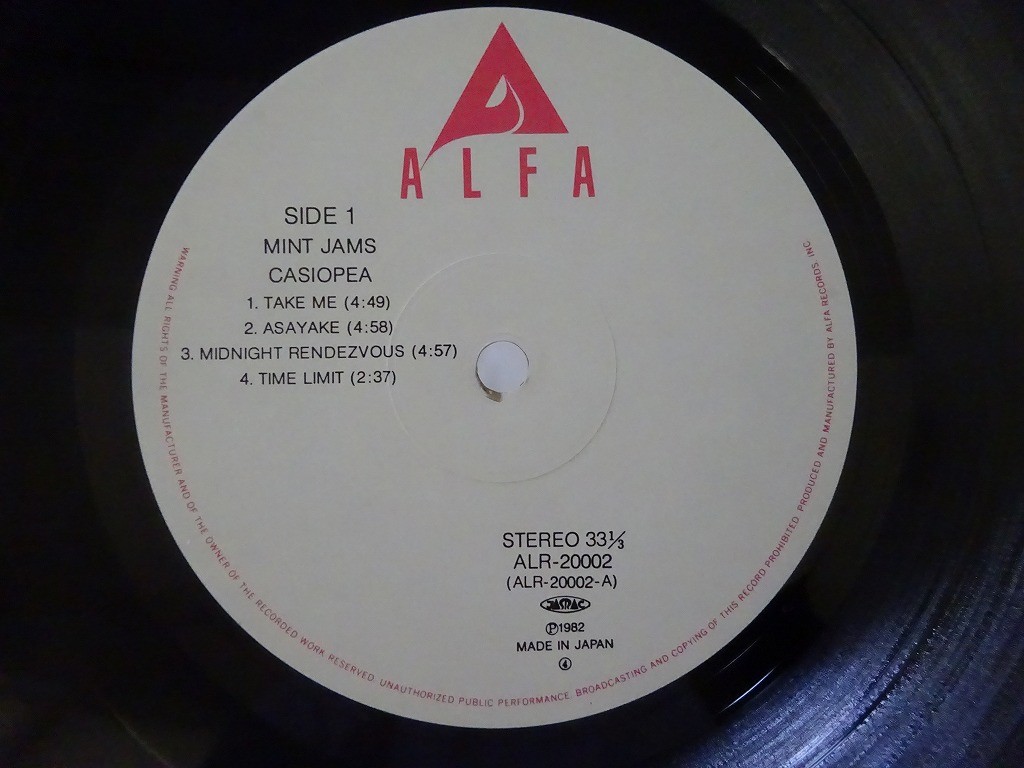 ALFA
SIDE 1
MINT JAMS
CASIOPEA
1. TAKE ME (4:49)
2. ASAYAKE (4:58)
3. MIDNIGHT RENDEZVOUS (4:57)
4. TIME LIMIT (2:37)
STEREO 33⅓
ALR-20002
(ALR-20002-A)
JASRAC
Ⓟ1982
MADE IN JAPAN
④
WARNING ALL RIGHTS OF THE MANUFACTURER AND OF THE OWNER OF THE RECORDED WORK RESERVED. UNAUTHORIZED PUBLIC PERFORMANCE. BROADCASTING AND COPYING OF THIS RECORD PROHIBITED. PRODUCED AND MANUFACTURED BY ALFA RECORDS, INC.